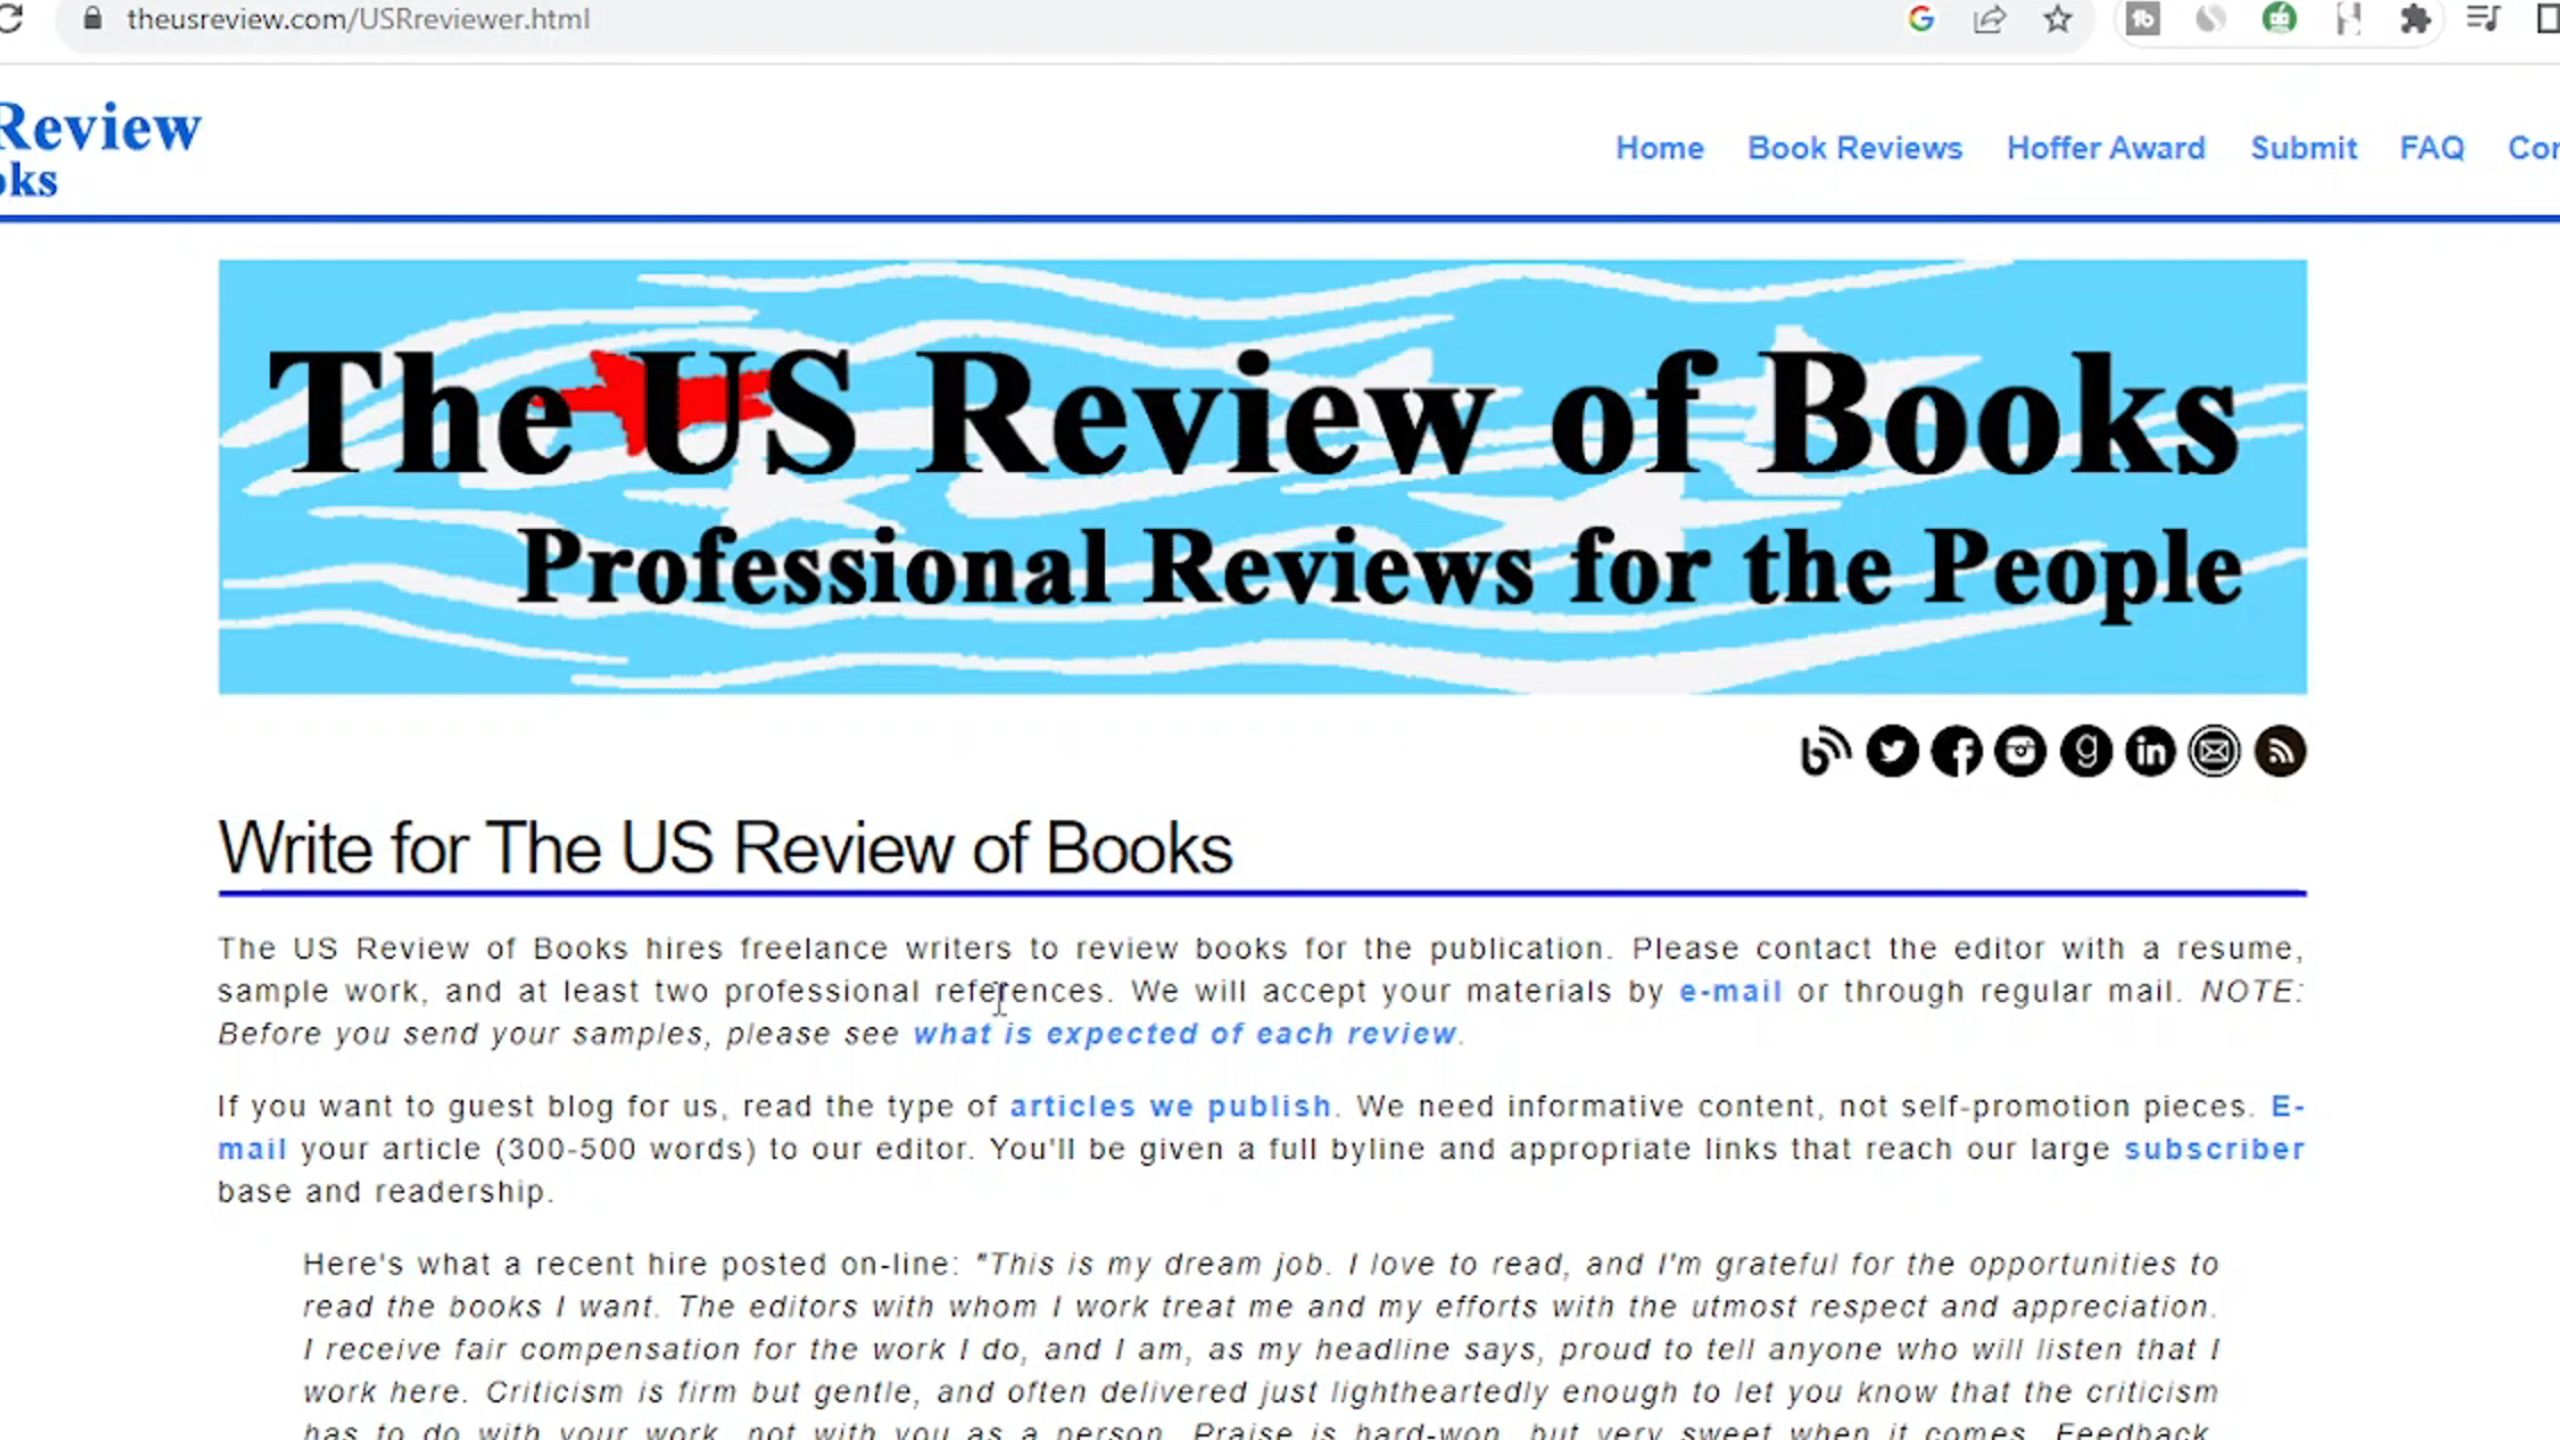 theusreview.com/USRreviewer.html
Review
oks
Home Book Reviews Hoffer Award Submit FAQ Con
The US Review of Books
Professional Reviews for the People
Write for The US Review of Books
The US Review of Books hires freelance writers to review books for the publication. Please contact the editor with a resume,
sample work, and at least two professional references. We will accept your materials by e-mail or through regular mail. NOTE:
Before you send your samples, please see what is expected of each review.
If you want to guest blog for us, read the type of articles we publish. We need informative content, not self-promotion pieces. E-
mail your article (300-500 words) to our editor. You'll be given a full byline and appropriate links that reach our large subscriber
base and readership.
Here's what a recent hire posted on-line: "This is my dream job. I love to read, and I'm grateful for the opportunities to
read the books I want. The editors with whom I work treat me and my efforts with the utmost respect and appreciation.
I receive fair compensation for the work I do, and I am, as my headline says, proud to tell anyone who will listen that I
work here. Criticism is firm but gentle, and often delivered just lightheartedly enough to let you know that the criticism
has to do with your work, not with you as a person. Praise is hard-won, but very sweet when it comes. Feedback,